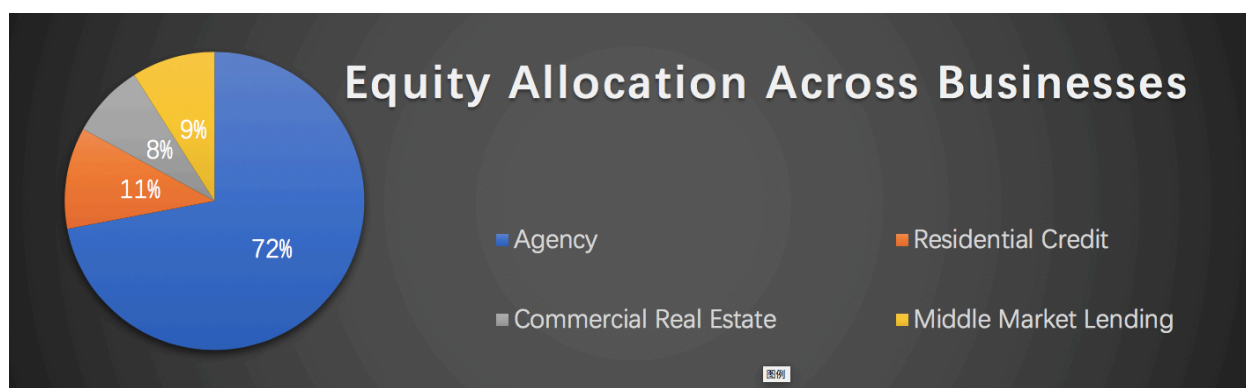 Equity Allocation Across Businesses
9%
8%
11%
72%
Agency
Residential Credit
Commercial Real Estate
Middle Market Lending
图例